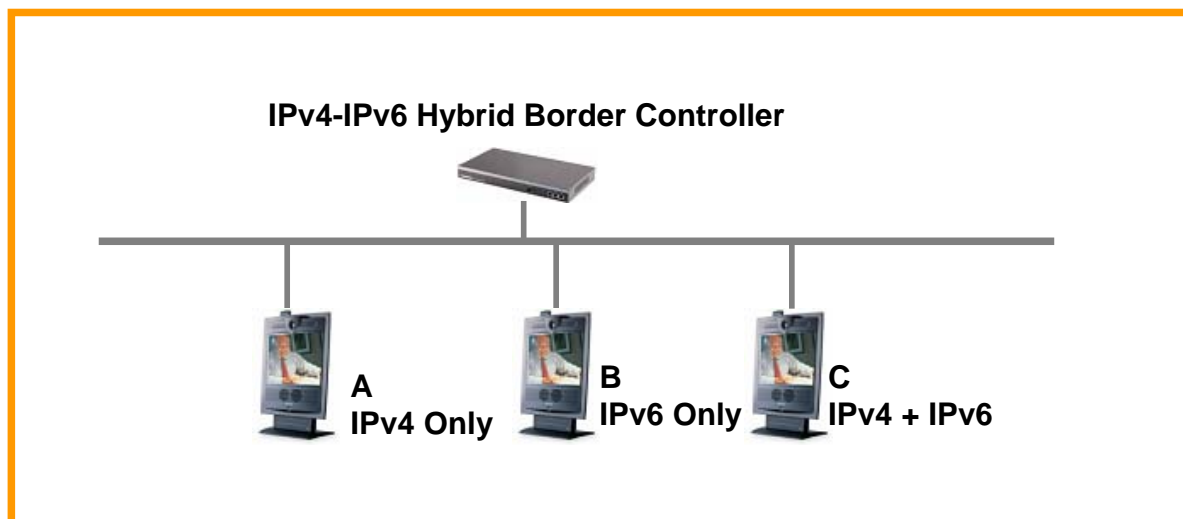 IPv4-IPv6 Hybrid Border Controller
A
IPv4 Only
B
IPv6 Only
C
IPv4 + IPv6